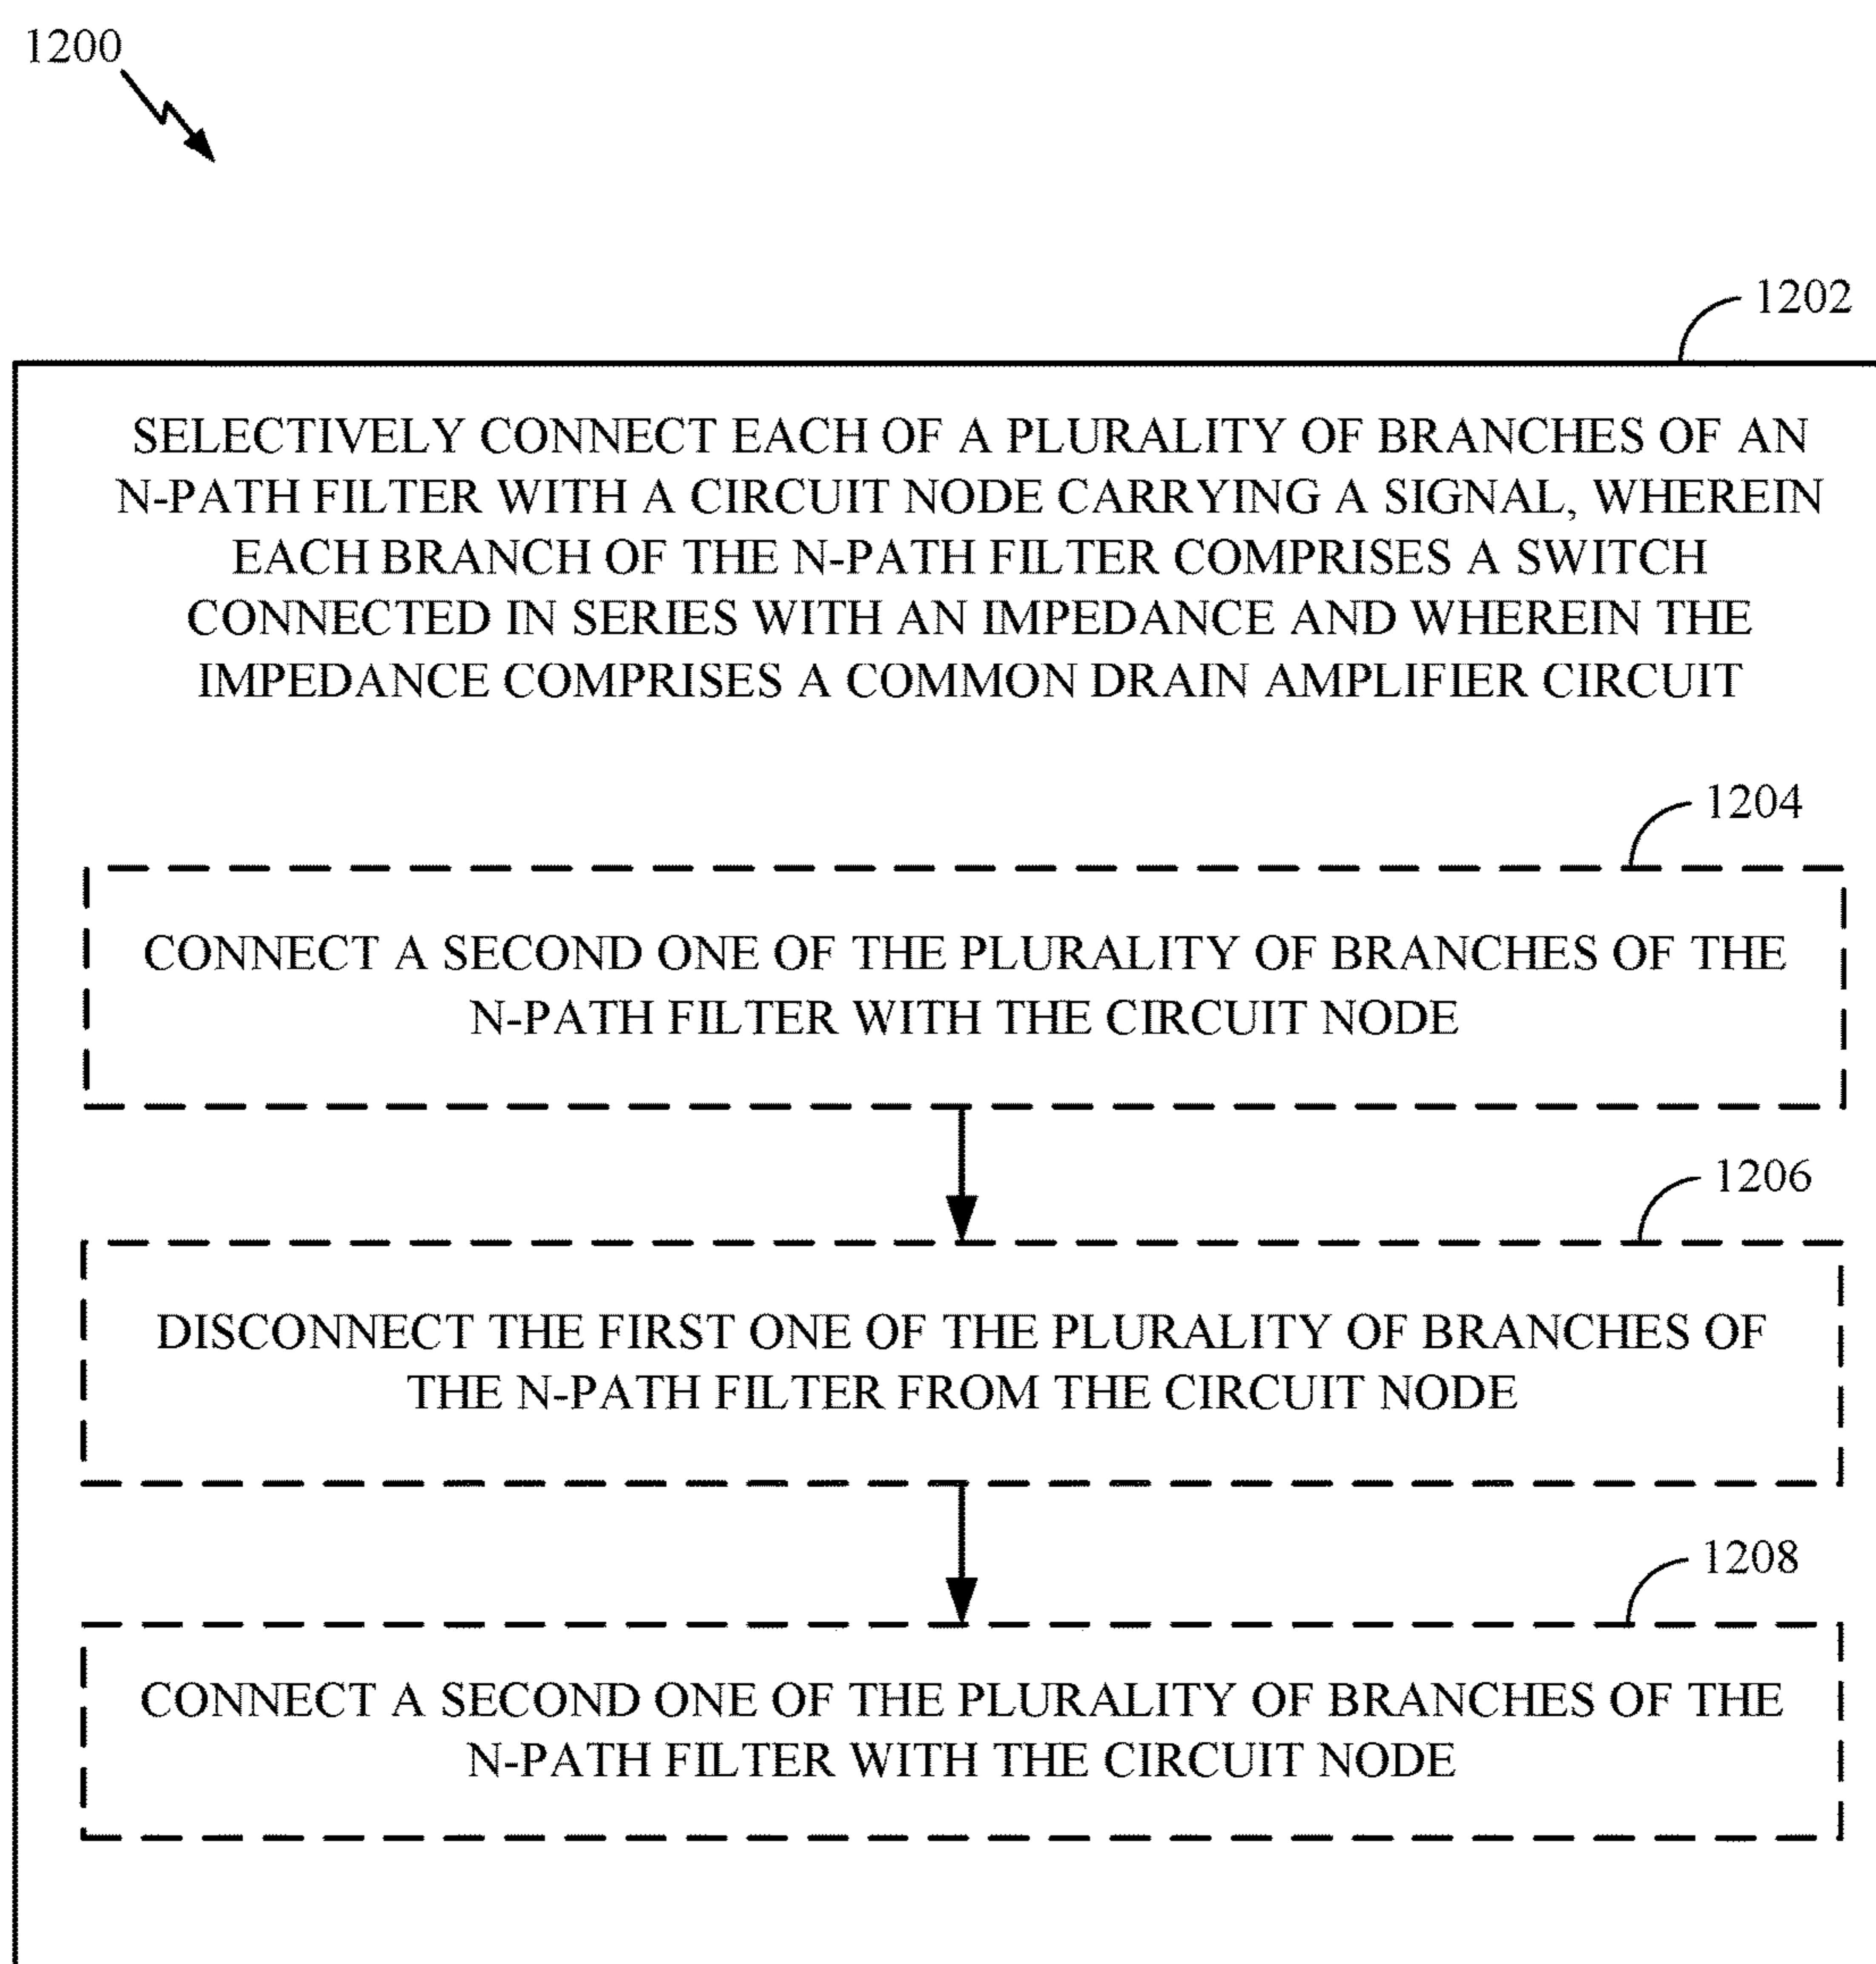 1200
1202
SELECTIVELY CONNECT EACH OF A PLURALITY OF BRANCHES OF AN
N-PATH FILTER WITH A CIRCUIT NODE CARRYING A SIGNAL, WHEREIN
EACH BRANCH OF THE N-PATH FILTER COMPRISES A SWITCH
CONNECTED IN SERIES WITH AN IMPEDANCE AND WHEREIN THE
IMPEDANCE COMPRISES A COMMON DRAIN AMPLIFIER CIRCUIT
1204
CONNECT A SECOND ONE OF THE PLURALITY OF BRANCHES OF THE
N-PATH FILTER WITH THE CIRCUIT NODE
1206
DISCONNECT THE FIRST ONE OF THE PLURALITY OF BRANCHES OF
THE N-PATH FILTER FROM THE CIRCUIT NODE
1208
CONNECT A SECOND ONE OF THE PLURALITY OF BRANCHES OF THE
N-PATH FILTER WITH THE CIRCUIT NODE